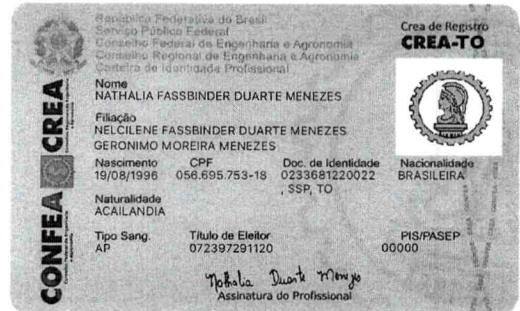 República Federativa do Brasil
Serviço Público Federal
Conselho Federal de Engenharia e Agronomia
Conselho Regional de Engenharia e Agronomia
Carteira de Identidade Profissional
Crea de Registro
CREA-TO
CONFEA CREA
Nome
NATHALIA FASSBINDER DUARTE MENEZES
Filiação
NELCILENE FASSBINDER DUARTE MENEZES
GERONIMO MOREIRA MENEZES
Nascimento CPF Doc. de Identidade Nacionalidade
19/08/1996 056.695.753-18 0233681220022 BRASILEIRA
, SSP, TO
Naturalidade
ACAILANDIA
Tipo Sang. Título de Eleitor PIS/PASEP
AP 072397291120 00000
Nathalia Duarte Menezes
Assinatura do Profissional